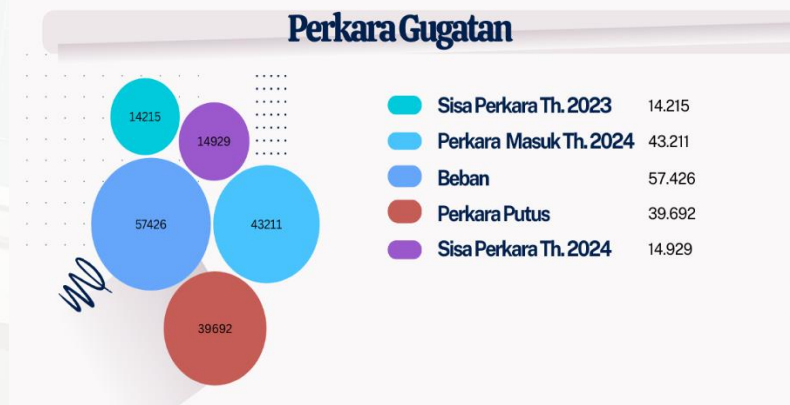 Perkara Gugatan
14215
14929
57426
43211
39692
Sisa Perkara Th. 2023 14.215
Perkara Masuk Th. 2024 43.211
Beban 57.426
Perkara Putus 39.692
Sisa Perkara Th. 2024 14.929